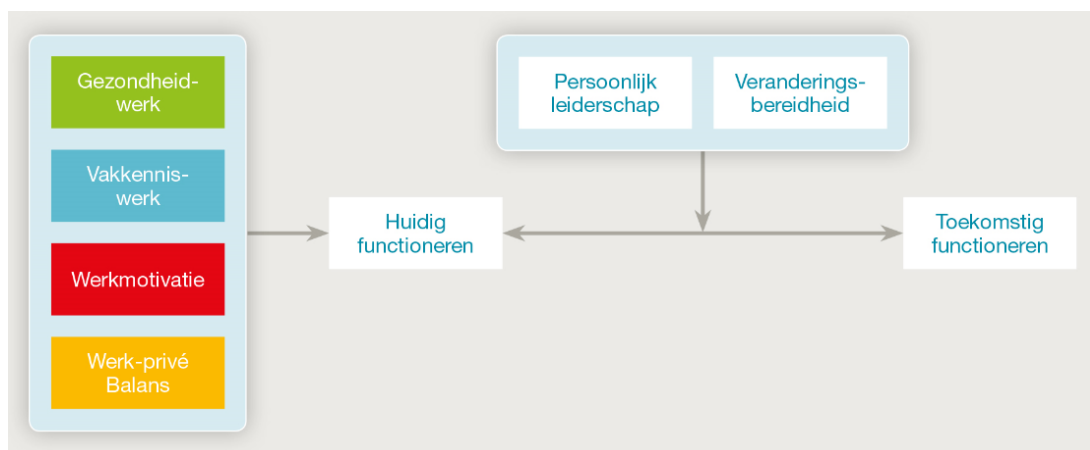 Gezondheid-
werk
Vakkennis-
werk
Werkmotivatie
Werk-privé
Balans
Huidig
functioneren
Persoonlijk
leiderschap
Veranderings-
bereidheid
Toekomstig
functioneren